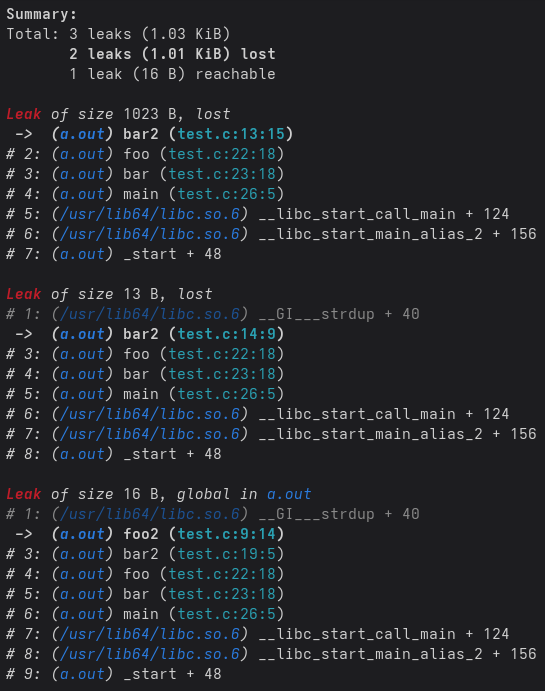 Summary:
Total: 3 leaks (1.03 KiB)
       2 leaks (1.01 KiB) lost
       1 leak (16 B) reachable

Leak of size 1023 B, lost
 ->  (a.out) bar2 (test.c:13:15)
# 2: (a.out) foo (test.c:22:18)
# 3: (a.out) bar (test.c:23:18)
# 4: (a.out) main (test.c:26:5)
# 5: (/usr/lib64/libc.so.6) __libc_start_call_main + 124
# 6: (/usr/lib64/libc.so.6) __libc_start_main_alias_2 + 156
# 7: (a.out) _start + 48

Leak of size 13 B, lost
# 1: (/usr/lib64/libc.so.6) __GI___strdup + 40
 ->  (a.out) bar2 (test.c:14:9)
# 3: (a.out) foo (test.c:22:18)
# 4: (a.out) bar (test.c:23:18)
# 5: (a.out) main (test.c:26:5)
# 6: (/usr/lib64/libc.so.6) __libc_start_call_main + 124
# 7: (/usr/lib64/libc.so.6) __libc_start_main_alias_2 + 156
# 8: (a.out) _start + 48

Leak of size 16 B, global in a.out
# 1: (/usr/lib64/libc.so.6) __GI___strdup + 40
 ->  (a.out) foo2 (test.c:9:14)
# 3: (a.out) bar2 (test.c:19:5)
# 4: (a.out) foo (test.c:22:18)
# 5: (a.out) bar (test.c:23:18)
# 6: (a.out) main (test.c:26:5)
# 7: (/usr/lib64/libc.so.6) __libc_start_call_main + 124
# 8: (/usr/lib64/libc.so.6) __libc_start_main_alias_2 + 156
# 9: (a.out) _start + 48